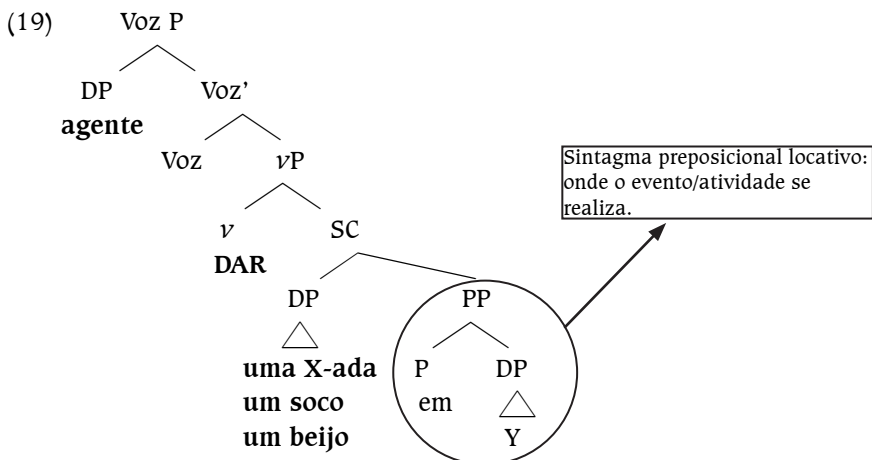 (19) Voz P
DP Voz’
agente
Voz vP
Sintagma preposicional locativo:
onde o evento/atividade se
realiza.
v SC
DAR
DP PP
uma X-ada P DP
um soco em
um beijo Y